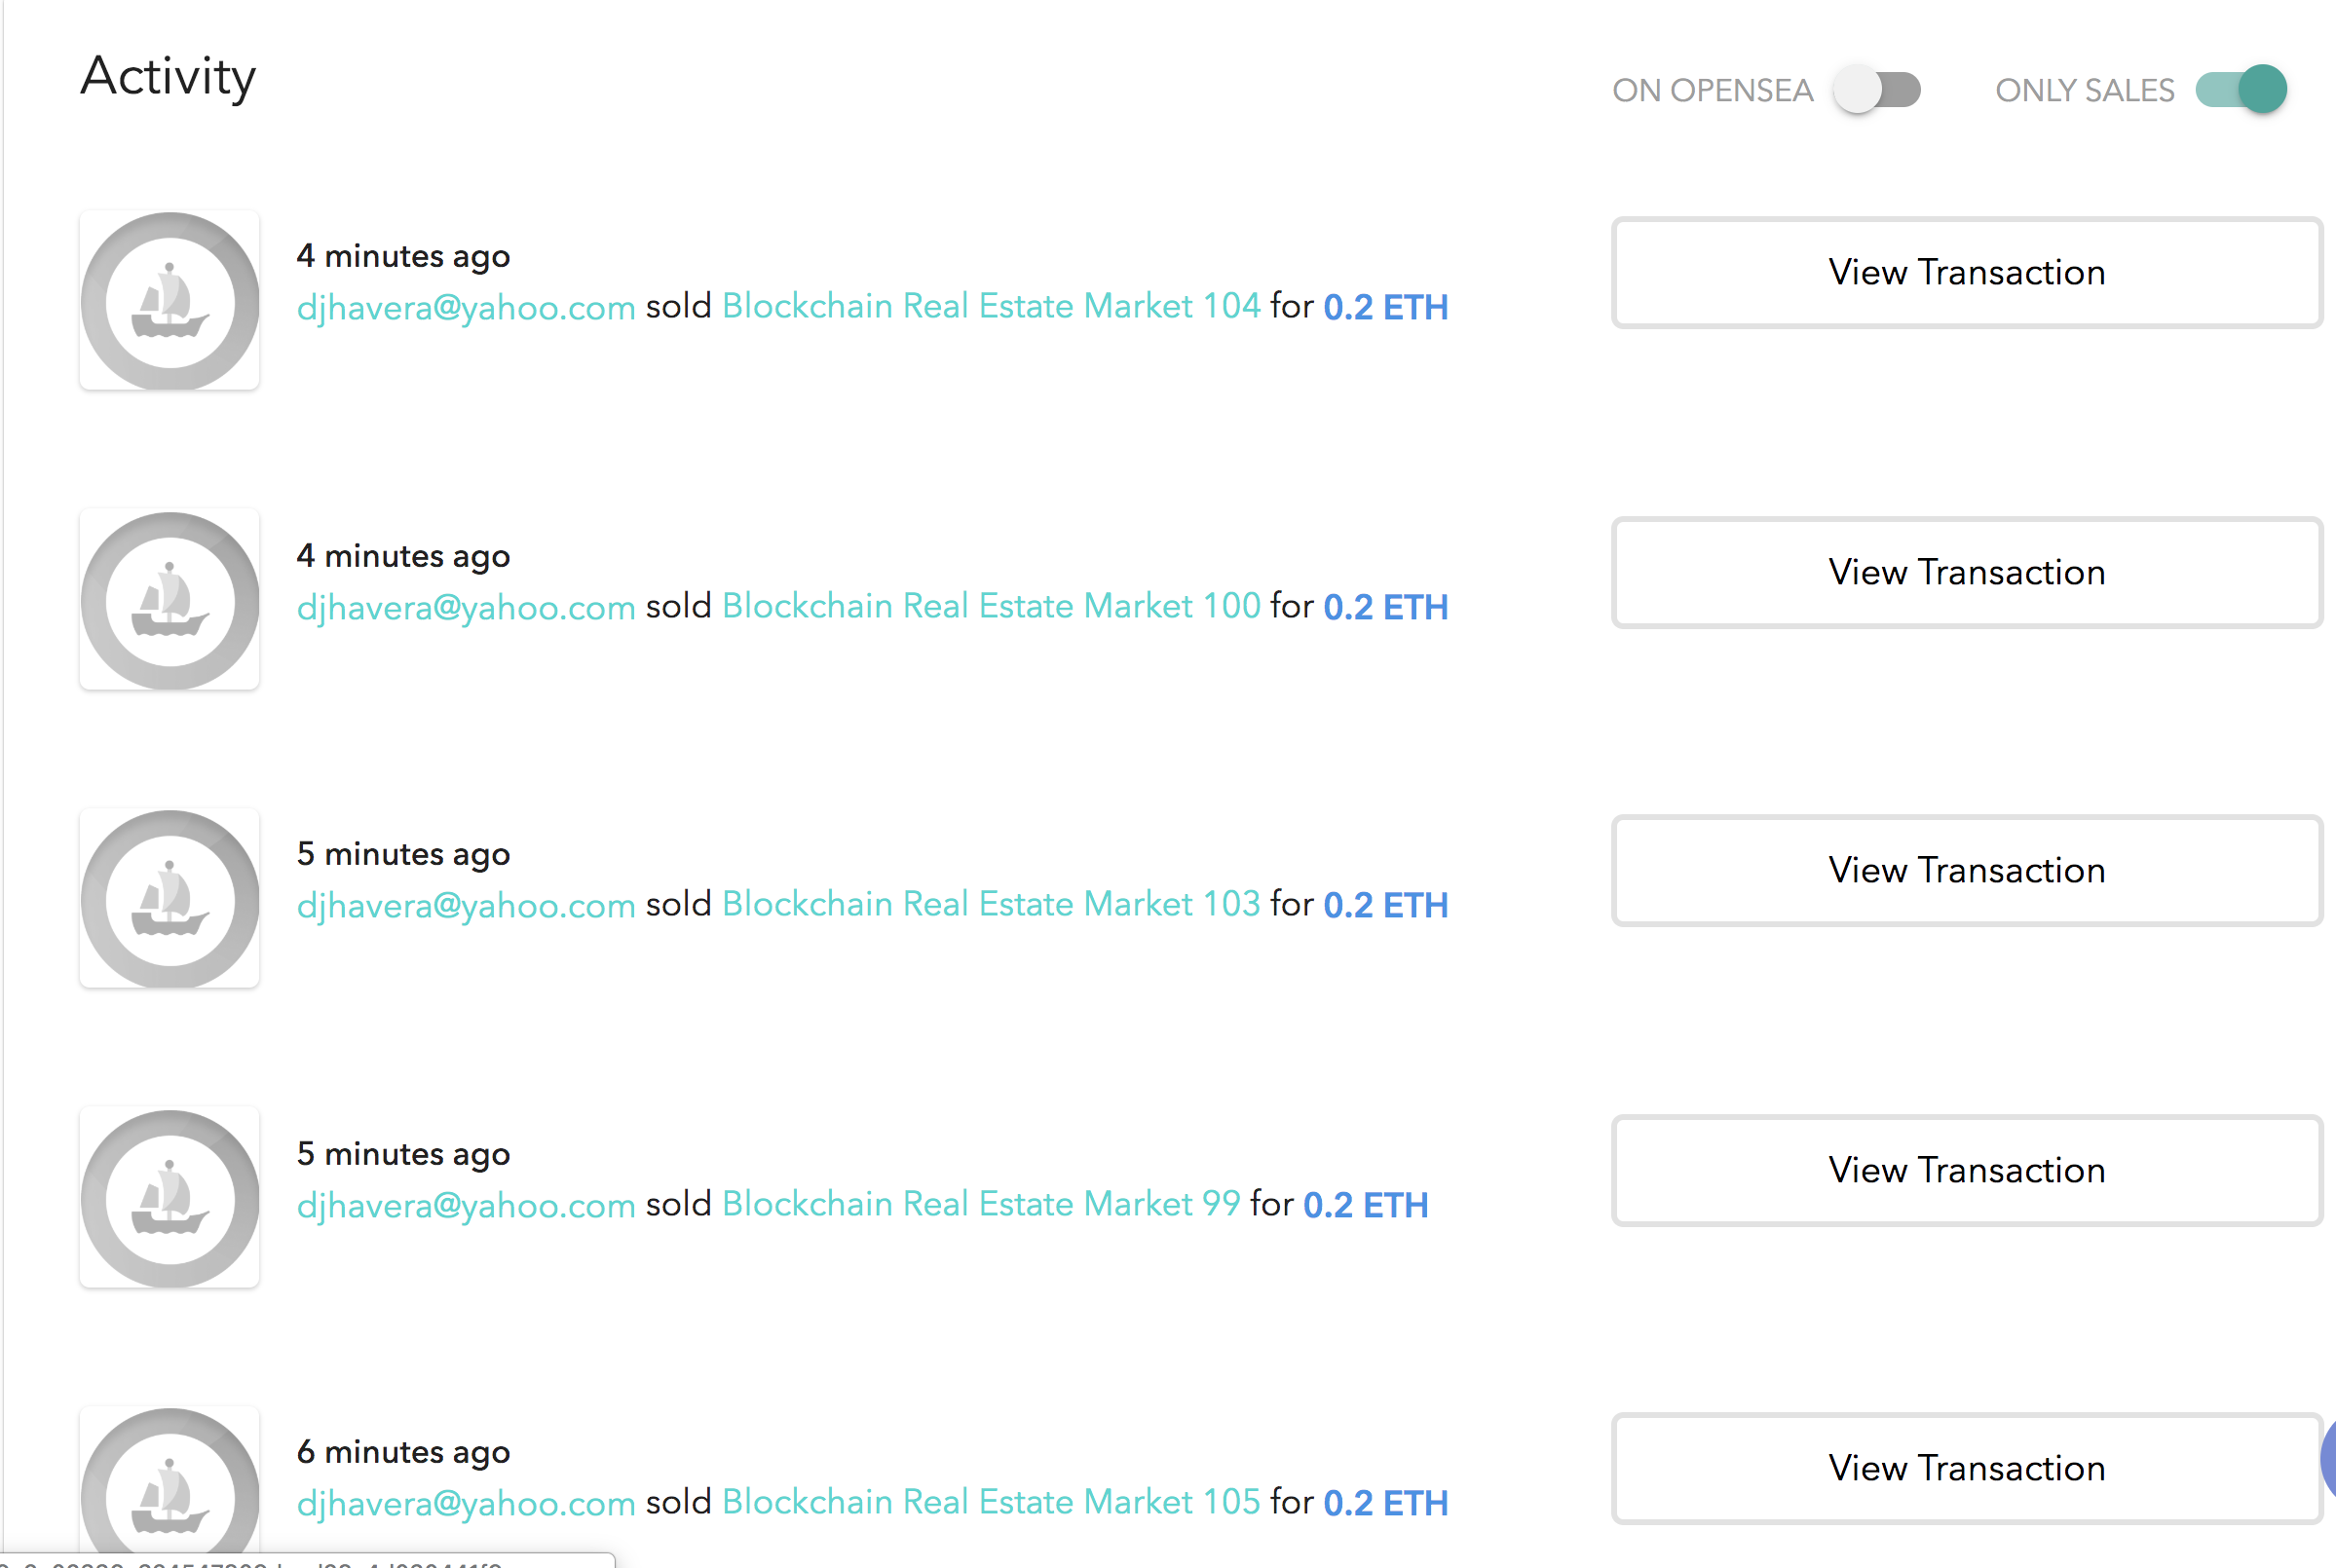 Activity
ON OPENSEA
ONLY SALES
4 minutes ago
djhavera@yahoo.com sold Blockchain Real Estate Market 104 for 0.2 ETH
View Transaction
4 minutes ago
djhavera@yahoo.com sold Blockchain Real Estate Market 100 for 0.2 ETH
View Transaction
5 minutes ago
djhavera@yahoo.com sold Blockchain Real Estate Market 103 for 0.2 ETH
View Transaction
5 minutes ago
djhavera@yahoo.com sold Blockchain Real Estate Market 99 for 0.2 ETH
View Transaction
6 minutes ago
djhavera@yahoo.com sold Blockchain Real Estate Market 105 for 0.2 ETH
View Transaction